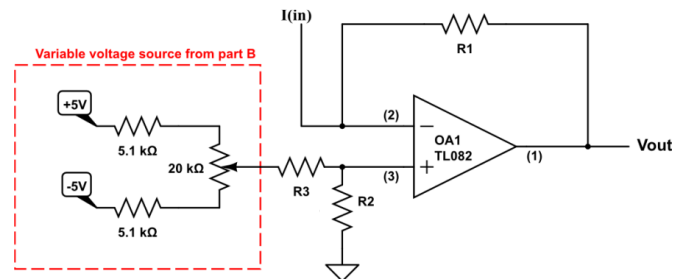 I(in)
Variable voltage source from part B
R1
+5V
5.1 kΩ
(2)
OA1
TL082
20 kΩ
(1)
Vout
(3)
R3
-5V
R2
5.1 kΩ